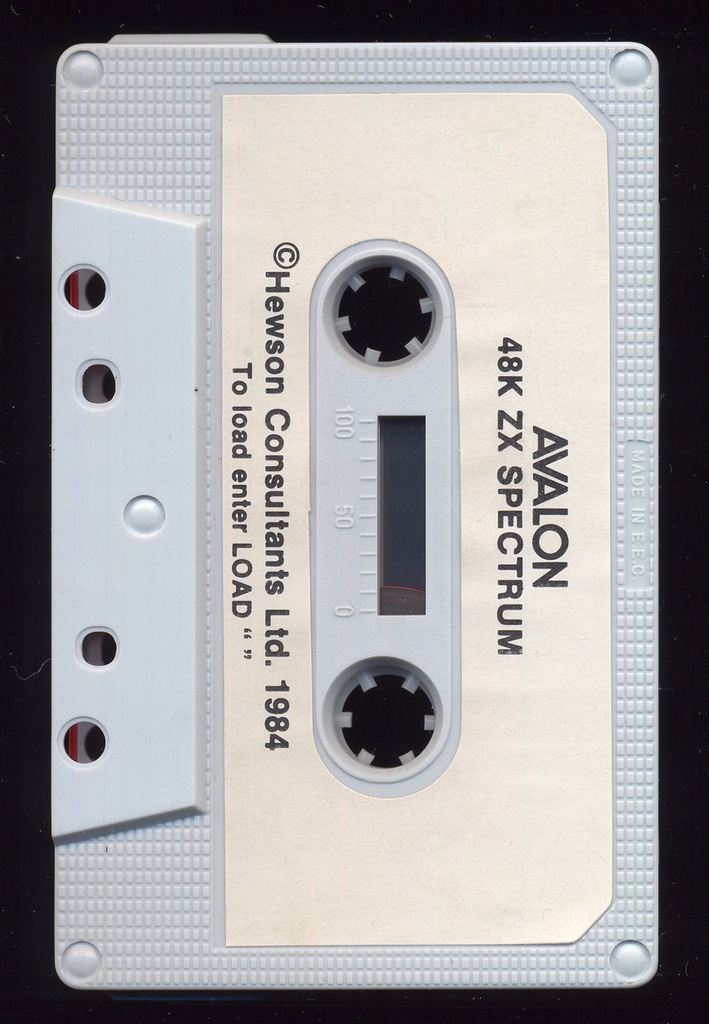 MADE IN E.E.C.
AVALON
48K ZX SPECTRUM
100 50 0
©Hewson Consultants Ltd. 1984
To load enter LOAD “ ”